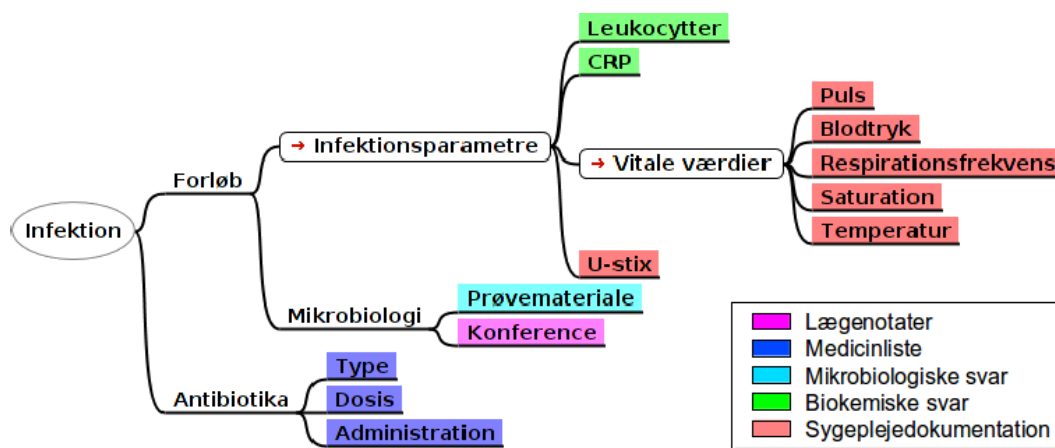 Leukocytter
CRP
Puls
Blodtryk
→ Infektionsparametre
→ Vitale værdier
Respirationsfrekvens
Forløb
Saturation
Infektion
Temperatur
U-stix
Prøvemateriale
Mikrobiologi
Konference
Type
Antibiotika
Dosis
Administration
Lægenotater
Medicinliste
Mikrobiologiske svar
Biokemiske svar
Sygeplejedokumentation